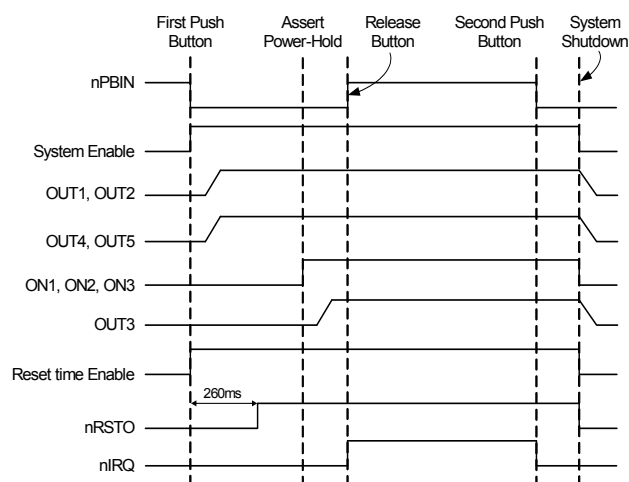 First Push
Button
Assert
Power-Hold
Release
Button
Second Push
Button
System
Shutdown
nPBIN
System Enable
OUT1, OUT2
OUT4, OUT5
ON1, ON2, ON3
OUT3
Reset time Enable
260ms
nRSTO
nIRQ